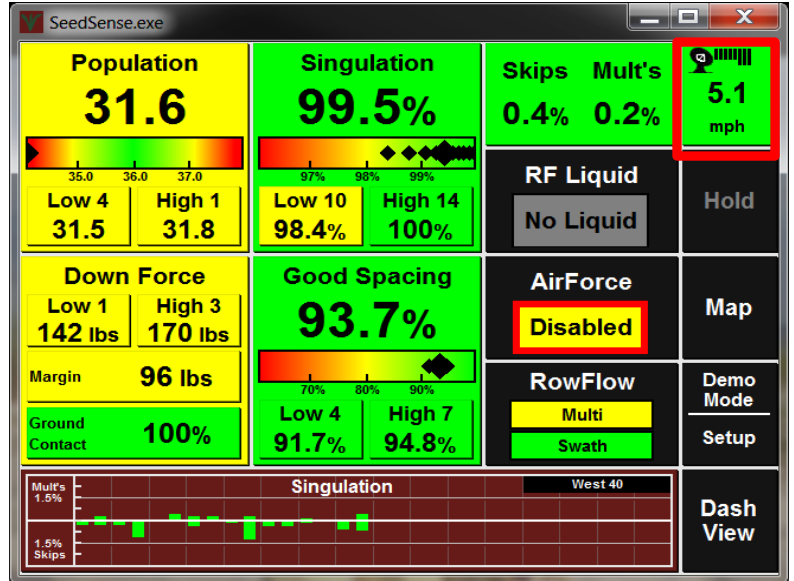 SeedSense.exe
Population
31.6
35.0 36.0 37.0
Low 4 High 1
31.5 31.8
Singulation
99.5%
97% 98% 99%
Low 10 High 14
98.4% 100%
Skips Mult's
0.4% 0.2%
5.1
mph
RF Liquid
No Liquid
Hold
Down Force
Low 1 High 3
142 lbs 170 lbs
Margin 96 lbs
Ground
Contact 100%
Good Spacing
93.7%
70% 80% 90%
Low 4 High 7
91.7% 94.8%
AirForce
Disabled
Map
RowFlow
Multi
Swath
Demo
Mode
Setup
Singulation West 40
Mult's
1.5%
1.5%
Skips
Dash
View